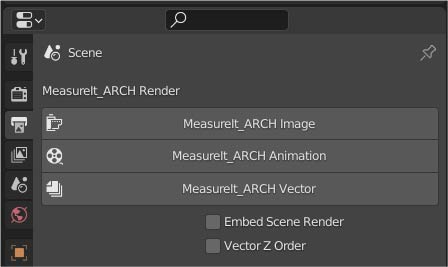 Scene
MeasureIt_ARCH Render
MeasureIt_ARCH Image
MeasureIt_ARCH Animation
MeasureIt_ARCH Vector
Embed Scene Render
Vector Z Order